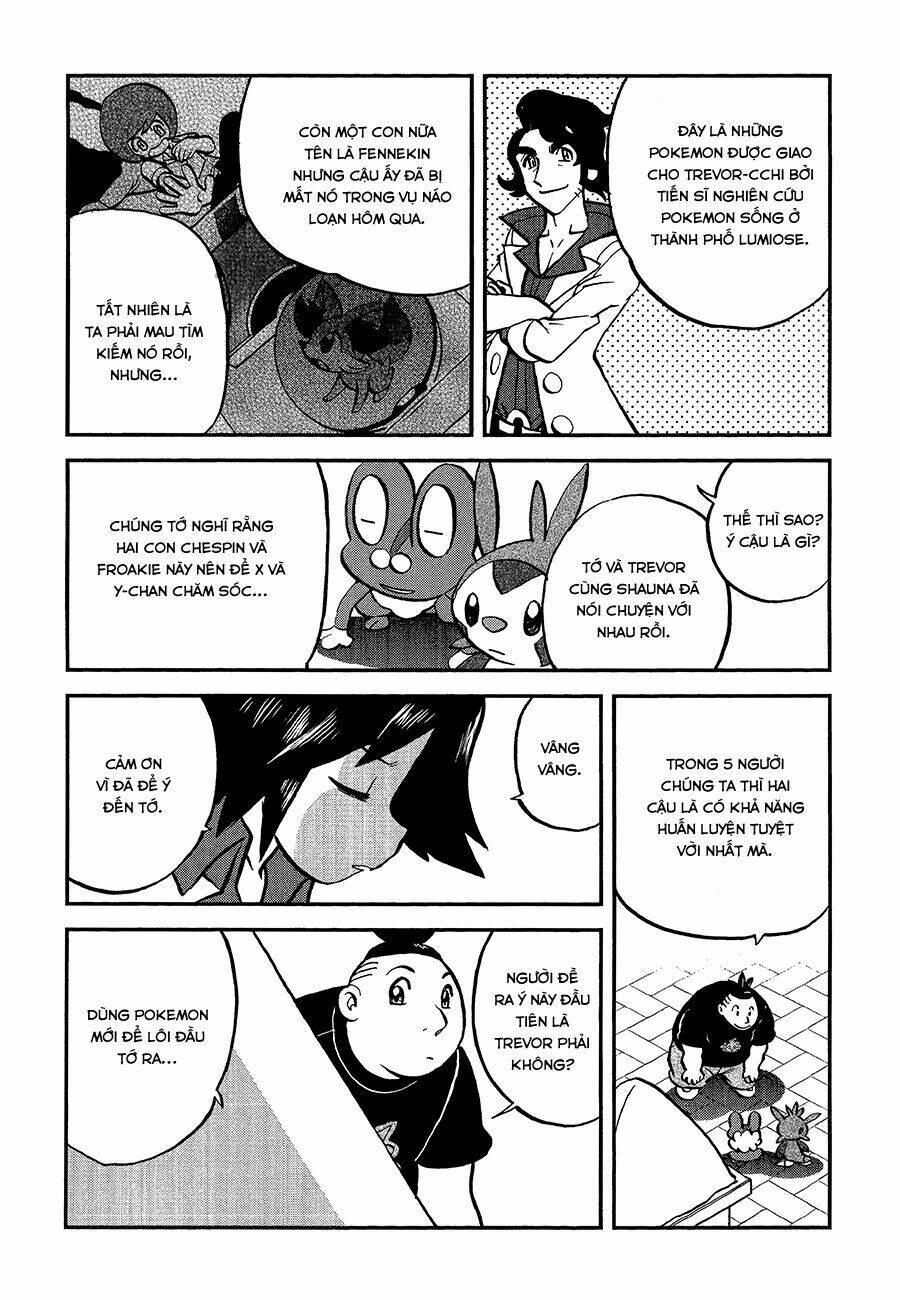 ĐÂY LÀ NHỮNG
POKEMON ĐƯỢC GIAO
CHO TREVOR-CCHI BỞI
TIẾN SĨ NGHIÊN CỨU
POKEMON SỐNG Ở
THÀNH PHỐ LUMIOSE.
CÒN MỘT CON NỮA
TÊN LÀ FENNEKIN
NHƯNG CẬU ẤY ĐÃ BỊ
MẤT NÓ TRONG VỤ NÁO
LOẠN HÔM QUA.
TẤT NHIÊN LÀ
TA PHẢI MAU TÌM
KIẾM NÓ RỒI,
NHƯNG...
THẾ THÌ SAO?
Ý CẬU LÀ GÌ?
TỚ VÀ TREVOR
CÙNG SHAUNA ĐÃ
NÓI CHUYỆN VỚI
NHAU RỒI.
CHÚNG TỚ NGHĨ RẰNG
HAI CON CHESPIN VÀ
FROAKIE NÀY NÊN ĐỂ X VÀ
Y-CHAN CHĂM SÓC...
TRONG 5 NGƯỜI
CHÚNG TA THÌ HAI
CẬU LÀ CÓ KHẢ NĂNG
HUẤN LUYỆN TUYỆT
VỜI NHẤT MÀ.
VÂNG
VÂNG.
CẢM ƠN
VÌ ĐÃ ĐỂ Ý
ĐẾN TỚ.
NGƯỜI ĐỀ
RA Ý NÀY ĐẦU
TIÊN LÀ
TREVOR PHẢI
KHÔNG?
DÙNG POKEMON
MỚI ĐỂ LÔI ĐẦU
TỚ RA...